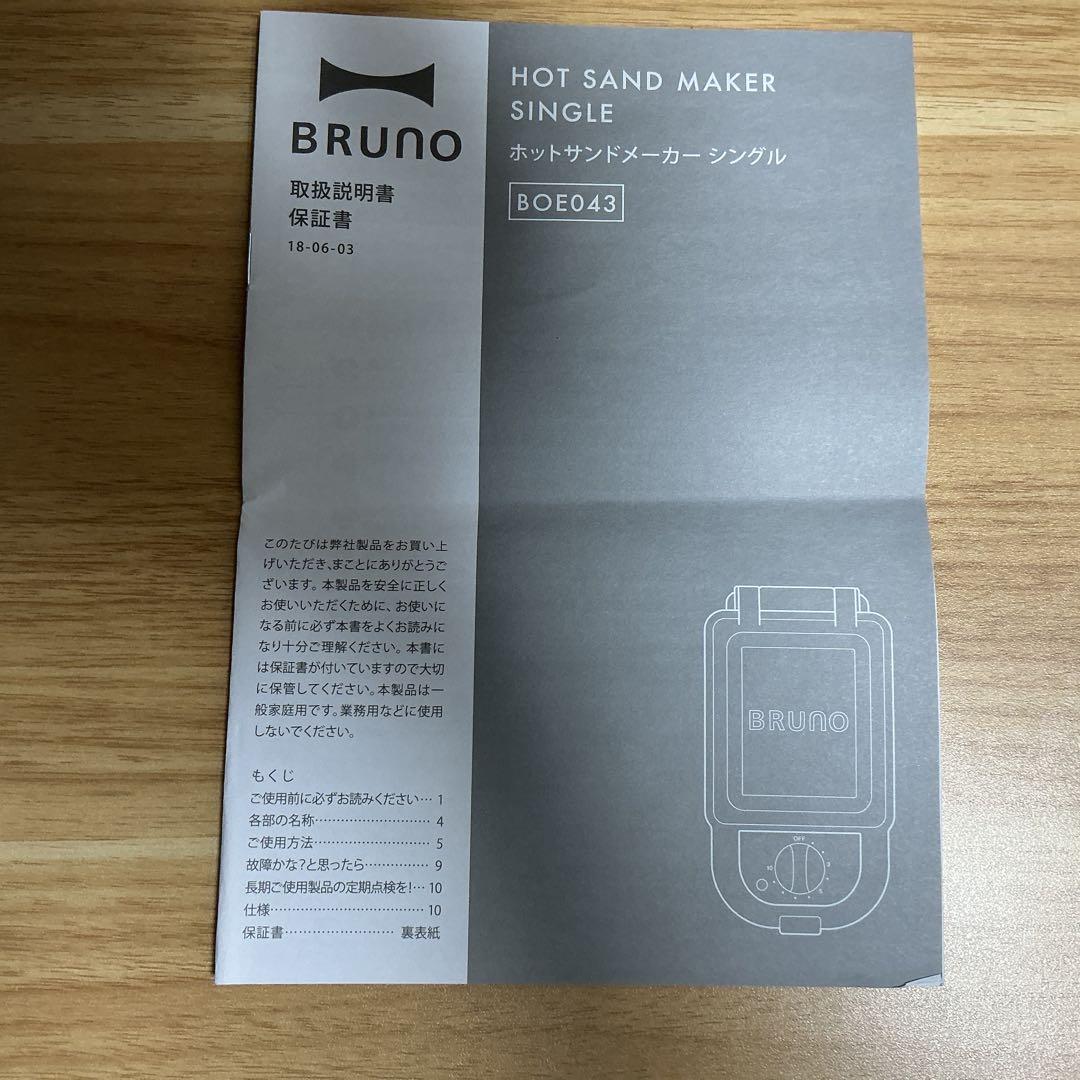 BRUNO
取扱説明書
保証書
18-06-03
HOT SAND MAKER
SINGLE
ホットサンドメーカー シングル
BOE043
このたびは弊社製品をお買い上
げいただき、まことにありがとうご
ざいます。本製品を安全に正しく
お使いいただくために、お使いに
なる前に必ず本書をよくお読みに
なり十分ご理解ください。本書に
は保証書が付いていますので大切
に保管してください。本製品は一
般家庭用です。業務用などに使用
しないでください。
もくじ
ご使用前に必ずお読みください… 1
各部の名称……………………… 4
ご使用方法……………………… 5
故障かな?と思ったら…………… 9
長期ご使用製品の定期点検を!… 10
仕様……………………………… 10
保証書…………………… 裏表紙
BRUNO
OFF
3
5
10